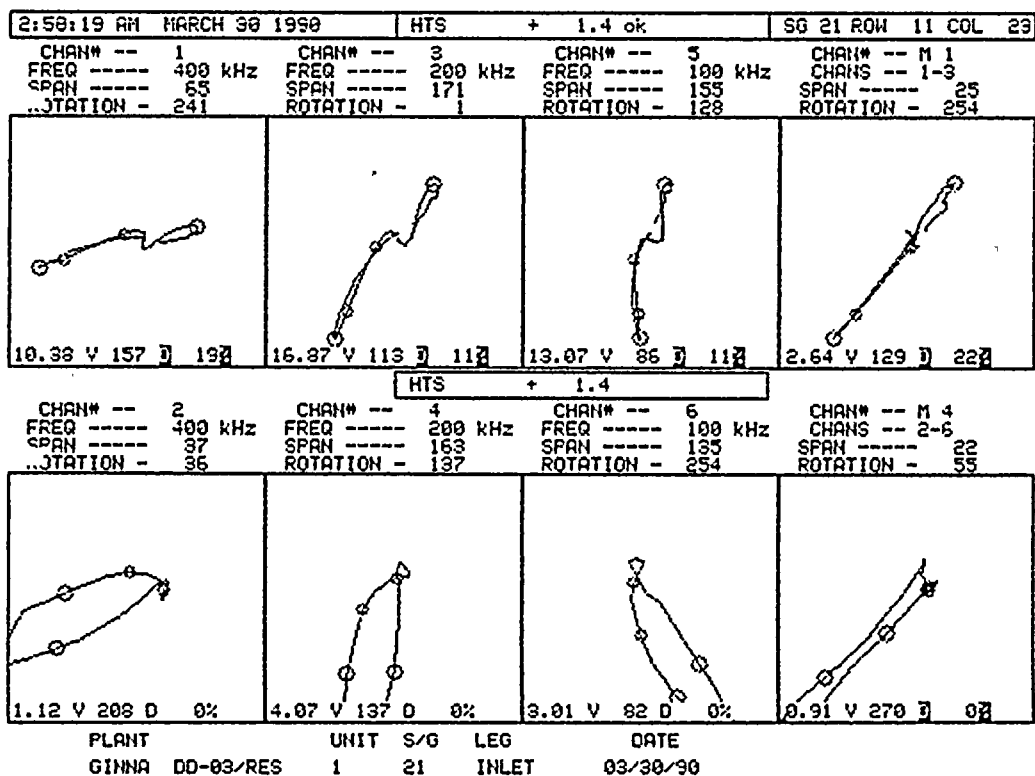 2:58:19 AM MARCH 30 1990 HTS + 1.4 ok SG 21 ROW 11 COL 23
CHAN# -- 1 CHAN# -- 3 CHAN# -- 5 CHAN# -- M 1
FREQ ----- 400 kHz FREQ ----- 200 kHz FREQ ----- 100 kHz CHANS -- 1-3
SPAN ----- 65 SPAN ----- 171 SPAN ----- 155 SPAN ----- 25
..OTATION - 241 ROTATION - 1 ROTATION - 128 ROTATION - 254
10.38 V 157 D 19% 16.87 V 113 D 11% 13.07 V 86 D 11% 2.64 V 129 D 22%
HTS + 1.4
CHAN# -- 2 CHAN# -- 4 CHAN# -- 6 CHAN# -- M 4
FREQ ----- 400 kHz FREQ ----- 200 kHz FREQ ----- 100 kHz CHANS -- 2-6
SPAN ----- 37 SPAN ----- 163 SPAN ----- 135 SPAN ----- 22
..OTATION - 36 ROTATION - 137 ROTATION - 254 ROTATION - 55
1.12 V 208 D 0% 4.07 V 137 D 0% 3.01 V 82 D 0% 0.91 V 270 D 0%
PLANT UNIT S/G LEG DATE
GINNA DD-03/RES 1 21 INLET 03/30/90